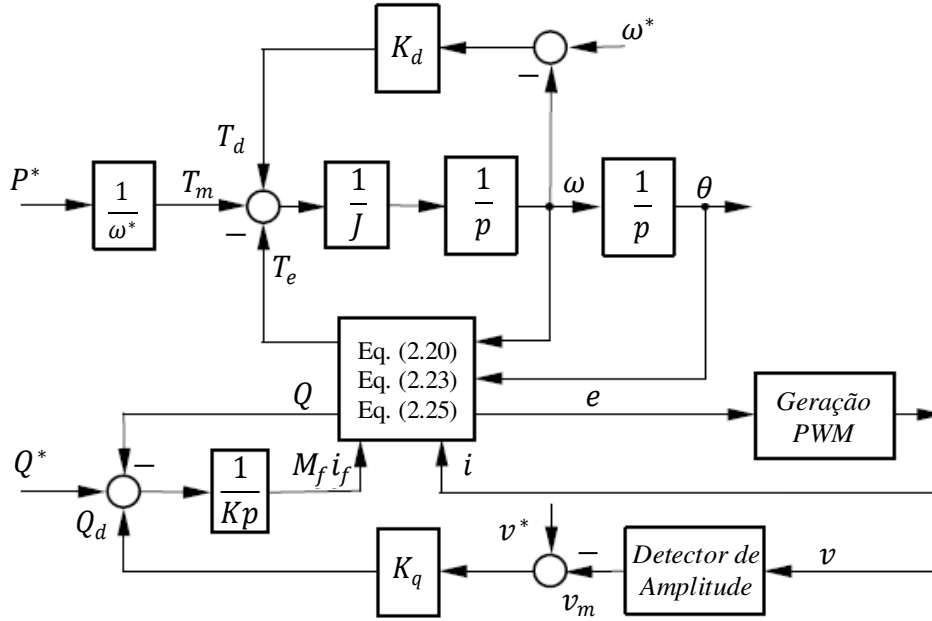 K_d
ω*
−
T_d
P*
1/ω*
T_m
−
1/J
1/p
ω
1/p
θ
T_e
Eq. (2.20)
Eq. (2.23)
Eq. (2.25)
Q
e
Geração
PWM
−
Q*
1/Kp
M_f i_f
i
Q_d
v*
K_q
−
v_m
Detector de
Amplitude
v